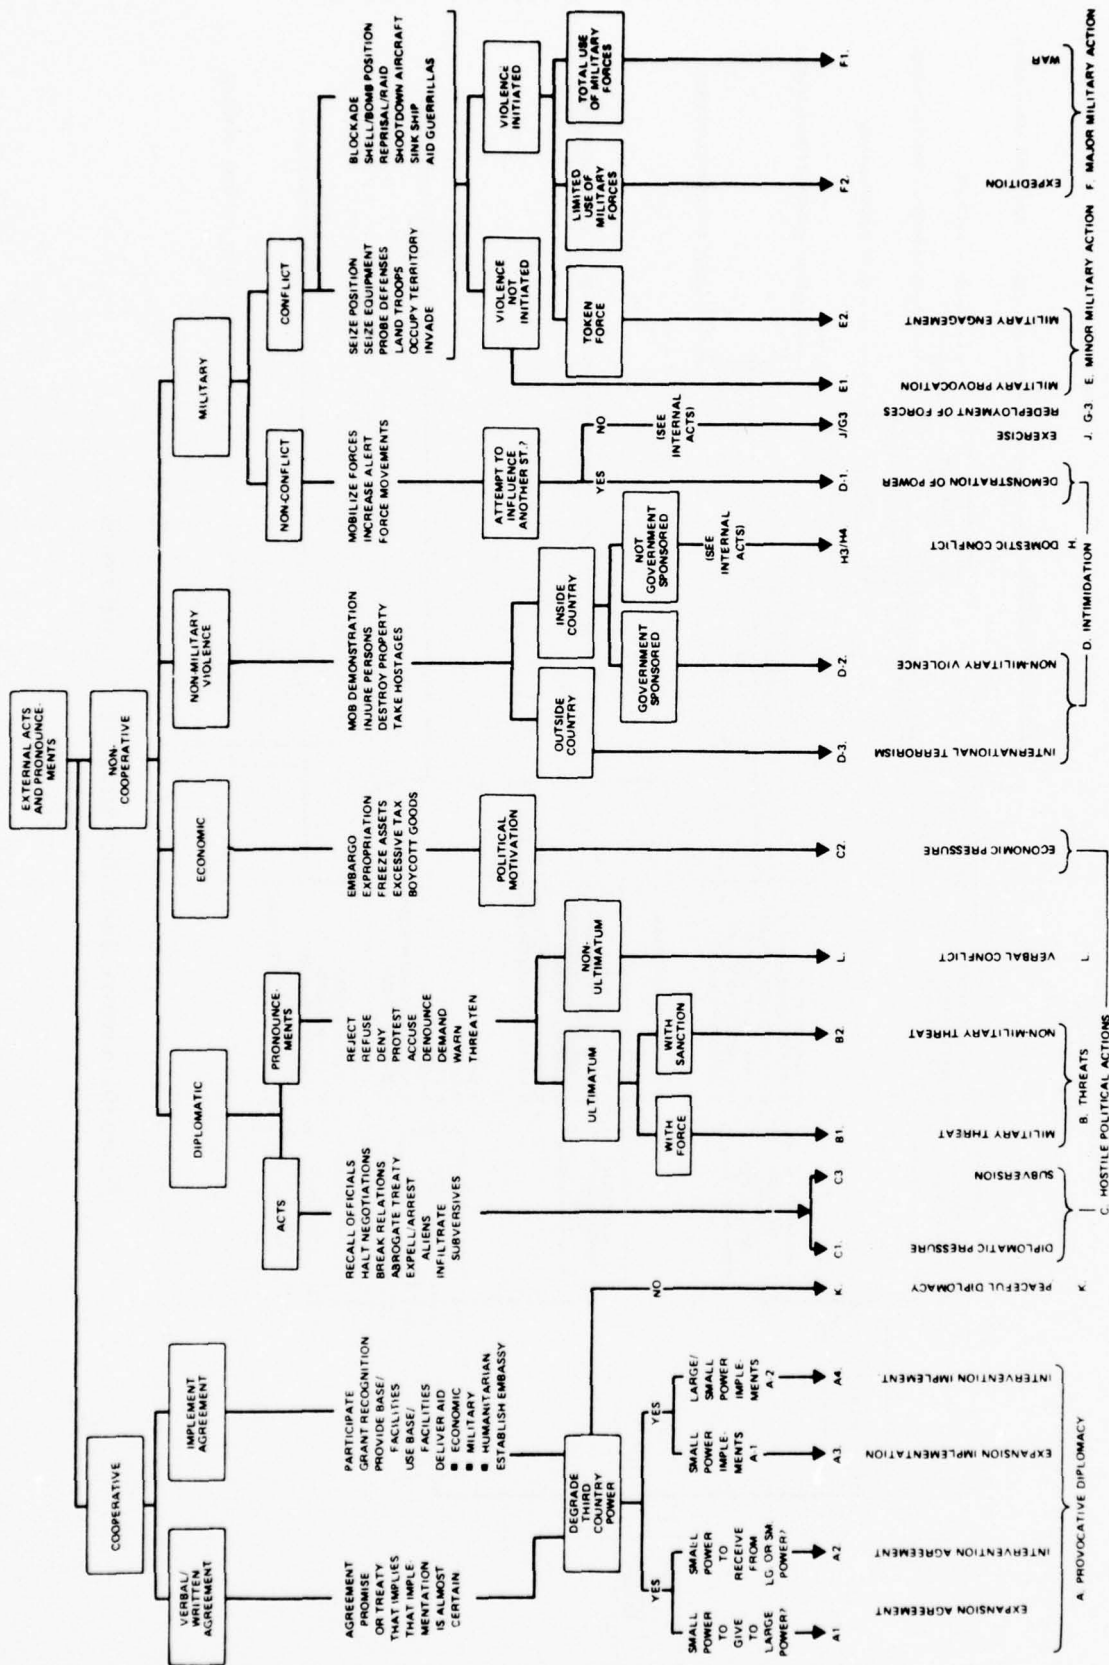 EXTERNAL ACTS
AND PRONOUNCE-
MENTS
COOPERATIVE
NON-
COOPERATIVE
VERBAL/
WRITTEN
AGREEMENT
IMPLEMENT
AGREEMENT
DIPLOMATIC
ECONOMIC
NON-MILITARY
VIOLENCE
MILITARY
ACTS
PRONOUNCE-
MENTS
NON-CONFLICT
CONFLICT
AGREEMENT
PROMISE
OR TREATY
THAT IMPLIES
THAT IMPLE-
MENTATION
IS ALMOST
CERTAIN
PARTICIPATE
GRANT RECOGNITION
PROVIDE BASE/
FACILITIES
USE BASE/
FACILITIES
DELIVER AID
■ ECONOMIC
■ MILITARY
■ HUMANITARIAN
ESTABLISH EMBASSY
RECALL OFFICIALS
HALT NEGOTIATIONS
BREAK RELATIONS
ABROGATE TREATY
EXPELL/ARREST
ALIENS
INFILTRATE
SUBVERSIVES
REJECT
REFUSE
DENY
PROTEST
ACCUSE
DENOUNCE
DEMAND
WARN
THREATEN
EMBARGO
EXPROPRIATION
FREEZE ASSETS
EXCESSIVE TAX
BOYCOTT GOODS
MOB DEMONSTRATION
INJURE PERSONS
DESTROY PROPERTY
TAKE HOSTAGES
MOBILIZE FORCES
INCREASE ALERT
FORCE MOVEMENTS
SEIZE POSITION
SEIZE EQUIPMENT
PROBE DEFENSES
LAND TROOPS
OCCUPY TERRITORY
INVADE
BLOCKADE
SHELL/BOMB POSITION
REPRISAL/RAID
SHOOTDOWN AIRCRAFT
SINK SHIP
AID GUERRILLAS
POLITICAL
MOTIVATION
ATTEMPT TO
INFLUENCE
ANOTHER ST.?
VIOLENCE
NOT
INITIATED
VIOLENCE
INITIATED
DEGRADE
THIRD
COUNTRY
POWER
ULTIMATUM
NON-
ULTIMATUM
OUTSIDE
COUNTRY
INSIDE
COUNTRY
YES
NO
TOKEN
FORCE
LIMITED
USE OF
MILITARY
FORCES
TOTAL USE
OF MILITARY
FORCES
YES
YES
NO
WITH
FORCE
WITH
SANCTION
GOVERNMENT
SPONSORED
NOT
GOVERNMENT
SPONSORED
(SEE
INTERNAL
ACTS)
(SEE
INTERNAL
ACTS)
SMALL
POWER
TO
GIVE
TO
LARGE
POWER?
SMALL
POWER
TO
RECEIVE
FROM
LG OR SM.
POWER?
SMALL
POWER
IMPLE-
MENTS
A-1
LARGE/
SMALL
POWER
IMPLE-
MENTS
A-2
A1
A2
A3
A4.
K.
C1.
C3
B1.
B2.
L.
C2.
D-3.
D-2.
H3/H4
D-1.
J/G3
E1.
E2.
F2.
F1.
EXPANSION AGREEMENT
INTERVENTION AGREEMENT
EXPANSION IMPLEMENTATION
INTERVENTION IMPLEMENT.
PEACEFUL DIPLOMACY
DIPLOMATIC PRESSURE
SUBVERSION
MILITARY THREAT
NON-MILITARY THREAT
VERBAL CONFLICT
ECONOMIC PRESSURE
INTERNATIONAL TERRORISM
NON-MILITARY VIOLENCE
DOMESTIC CONFLICT
DEMONSTRATION OF POWER
EXERCISE
REDEPLOYMENT OF FORCES
MILITARY PROVOCATION
MILITARY ENGAGEMENT
EXPEDITION
WAR
A. PROVOCATIVE DIPLOMACY
K.
B. THREATS
L.
C. HOSTILE POLITICAL ACTIONS
H.
D. INTIMIDATION
J. G-3
E. MINOR MILITARY ACTION
F. MAJOR MILITARY ACTION